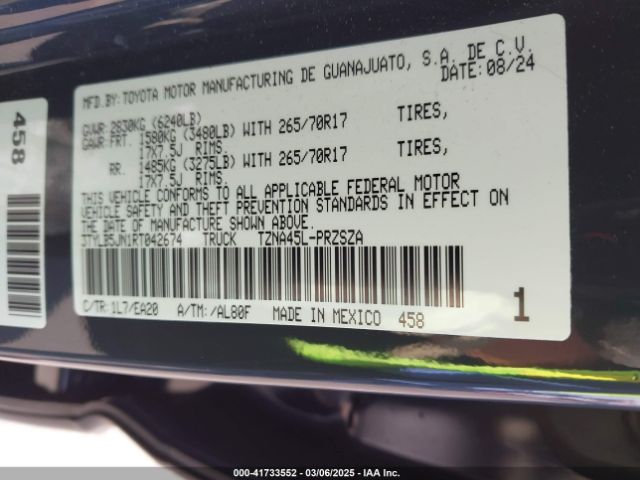 MFD.BY:TOYOTA MOTOR MANUFACTURING DE GUANAJUATO, S.A. DE C.V.
DATE:08/24
GVWR:2830KG (6240LB)
GAWR:FRT. 1580KG (3480LB) WITH 265/70R17 TIRES,
17X7.5J RIMS.
RR. 1485KG (3275LB) WITH 265/70R17 TIRES,
17X7.5J RIMS.
THIS VEHICLE CONFORMS TO ALL APPLICABLE FEDERAL MOTOR
VEHICLE SAFETY AND THEFT PREVENTION STANDARDS IN EFFECT ON
THE DATE OF MANUFACTURE SHOWN ABOVE.
3TYLB5JN1RT042674 TRUCK TZNA45L-PRZSZA
C/TR:1L7/EA20 A/TM:/AL80F MADE IN MEXICO 458 1
458
000-41733552 — 03/06/2025 — IAA Inc.